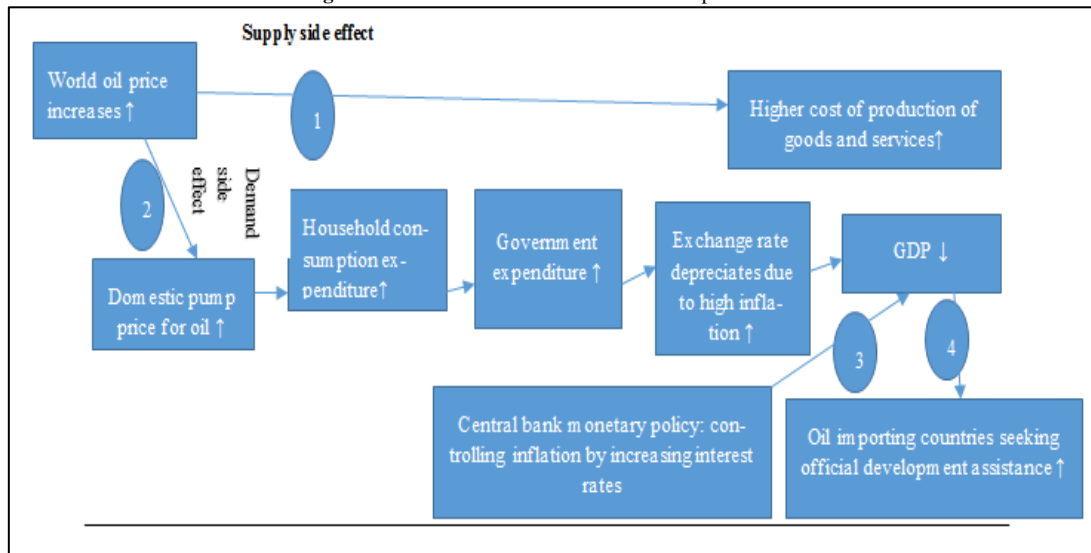 Supply side effect
World oil price
increases ↑
1
Higher cost of production of
goods and services↑
2
Demand
side
effect
Domestic pump
price for oil ↑
Household con-
sumption ex-
penditure↑
Government
expenditure ↑
Exchange rate
depreciates due
to high infla-
tion ↑
GDP ↓
3
4
Central bank monetary policy: con-
trolling inflation by increasing interest
rates
Oil importing countries seeking
official development assistance ↑